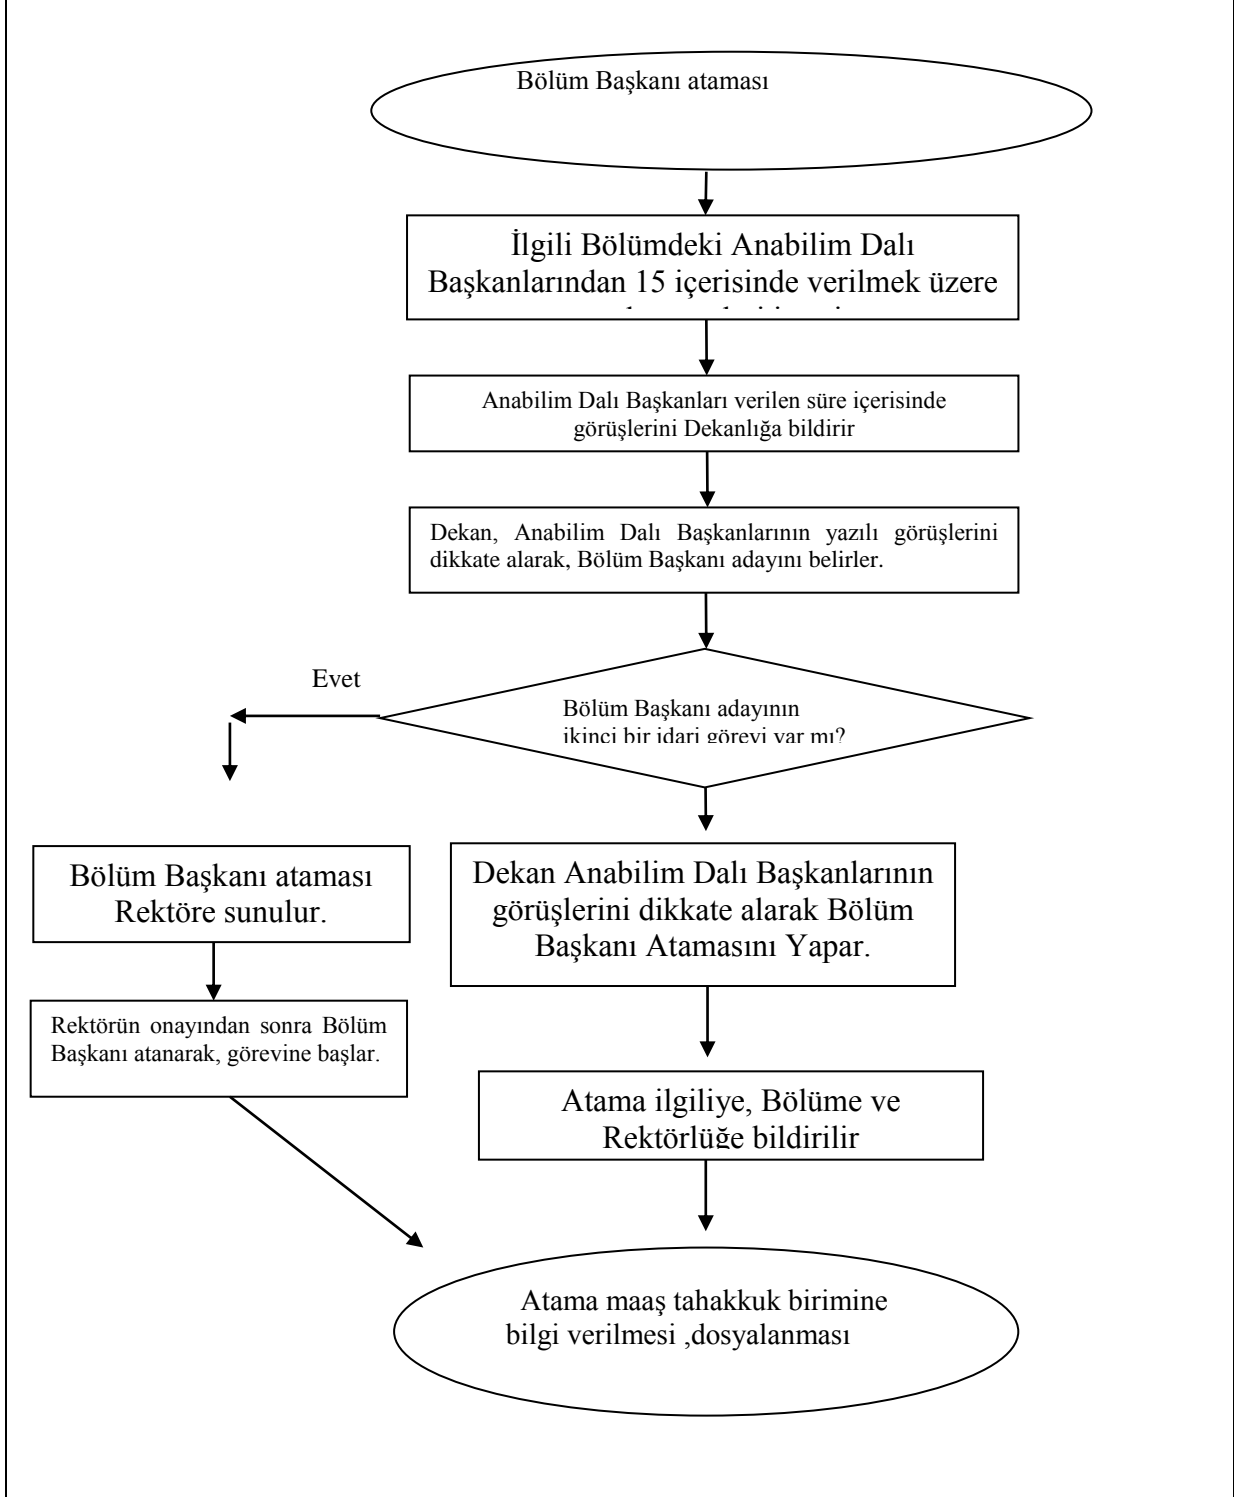 Bölüm Başkanı ataması
İlgili Bölümdeki Anabilim Dalı
Başkanlarından 15 içerisinde verilmek üzere
Anabilim Dalı Başkanları verilen süre içerisinde
görüşlerini Dekanlığa bildirir
Dekan, Anabilim Dalı Başkanlarının yazılı görüşlerini
dikkate alarak, Bölüm Başkanı adayını belirler.
Evet
Bölüm Başkanı adayının
ikinci bir idari görevi var mı?
Bölüm Başkanı ataması
Rektöre sunulur.
Dekan Anabilim Dalı Başkanlarının
görüşlerini dikkate alarak Bölüm
Başkanı Atamasını Yapar.
Rektörün onayından sonra Bölüm
Başkanı atanarak, görevine başlar.
Atama ilgiliye, Bölüme ve
Rektörlüğe bildirilir
Atama maaş tahakkuk birimine
bilgi verilmesi ,dosyalanması